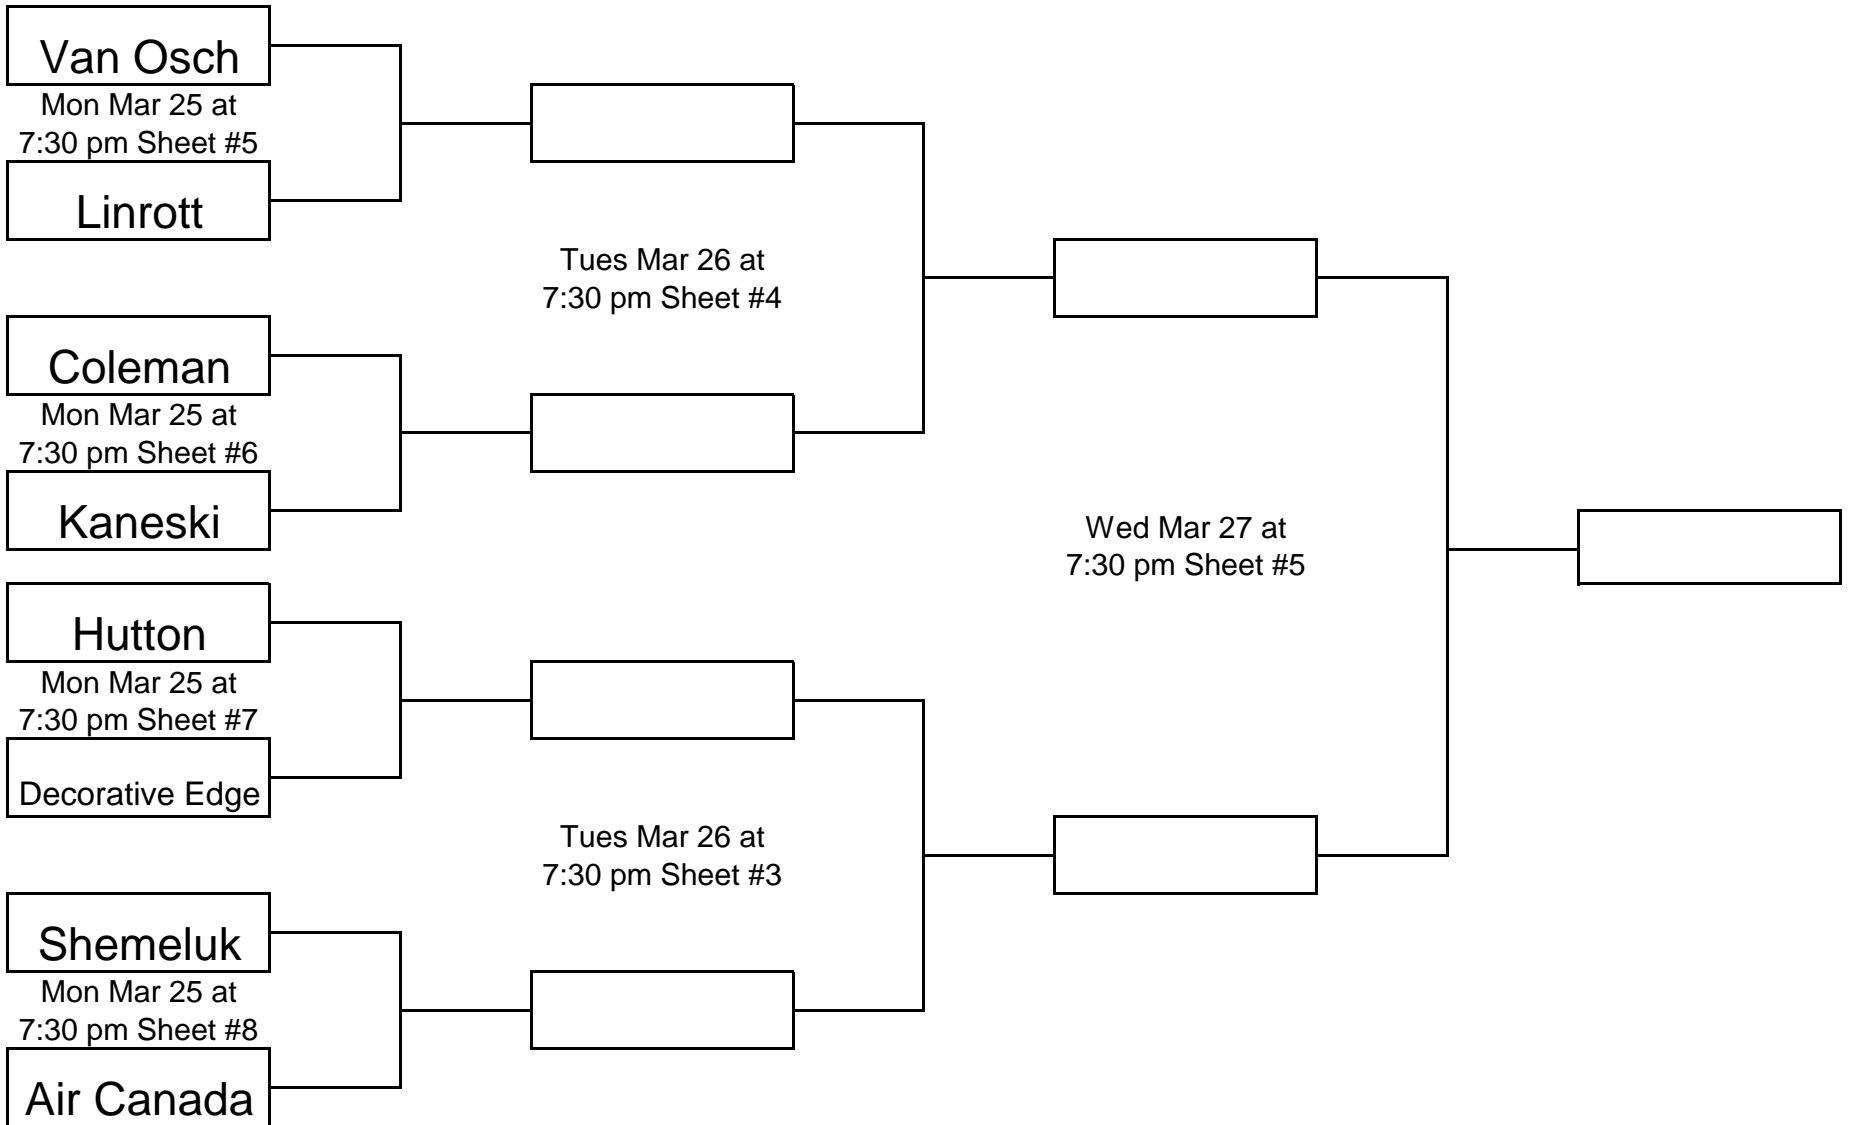 Van Osch
Mon Mar 25 at
7:30 pm Sheet #5
Linrott
Tues Mar 26 at
7:30 pm Sheet #4
Coleman
Mon Mar 25 at
7:30 pm Sheet #6
Kaneski
Wed Mar 27 at
7:30 pm Sheet #5
Hutton
Mon Mar 25 at
7:30 pm Sheet #7
Decorative Edge
Tues Mar 26 at
7:30 pm Sheet #3
Shemeluk
Mon Mar 25 at
7:30 pm Sheet #8
Air Canada